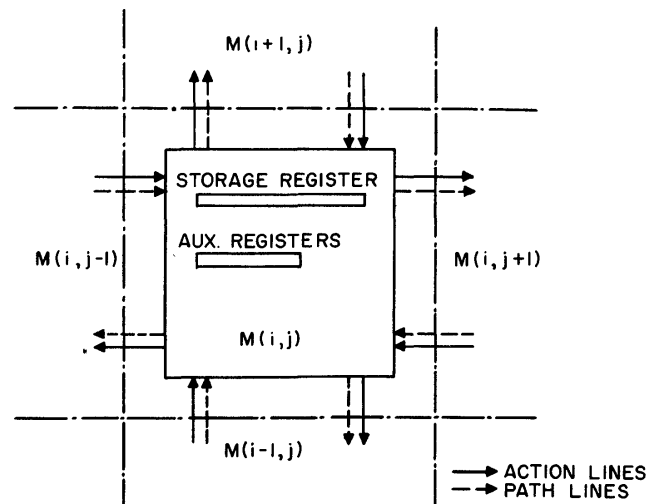 M(i+1,j)
STORAGE REGISTER
AUX. REGISTERS
M(i,j-1)
M(i,j+1)
M(i,j)
M(i-1,j)
ACTION LINES
PATH LINES